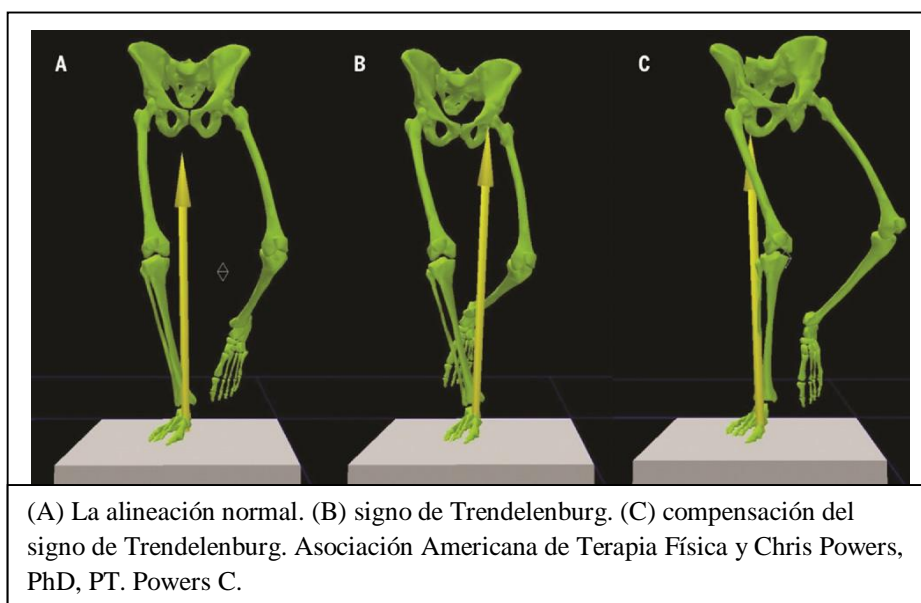 A B C
(A) La alineación normal. (B) signo de Trendelenburg. (C) compensación del
signo de Trendelenburg. Asociación Americana de Terapia Física y Chris Powers,
PhD, PT. Powers C.